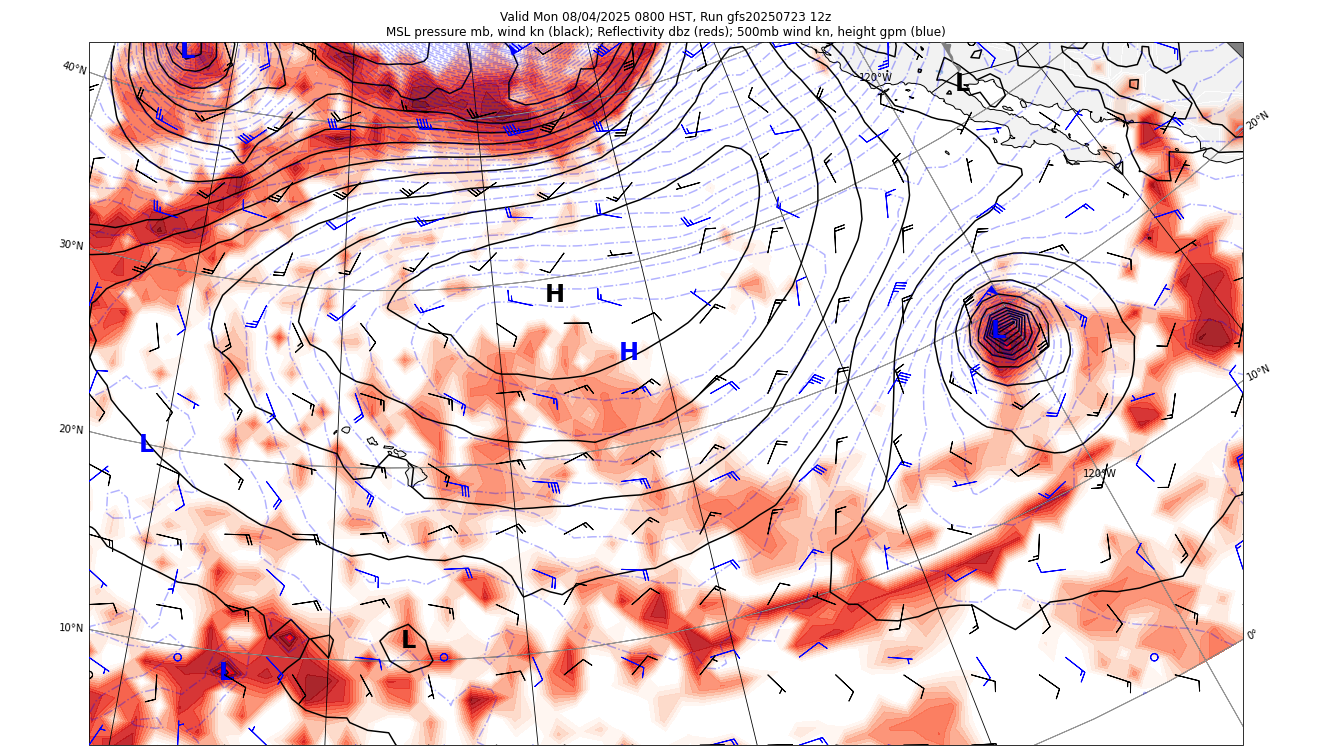 Valid Mon 08/04/2025 0800 HST, Run gfs20250723 12z
MSL pressure mb, wind kn (black); Reflectivity dbz (reds); 500mb wind kn, height gpm (blue)
L
40°N
120°W
L
20°N
30°N
H
L
H
10°N
20°N
L
120°W
10°N
L
0°
L